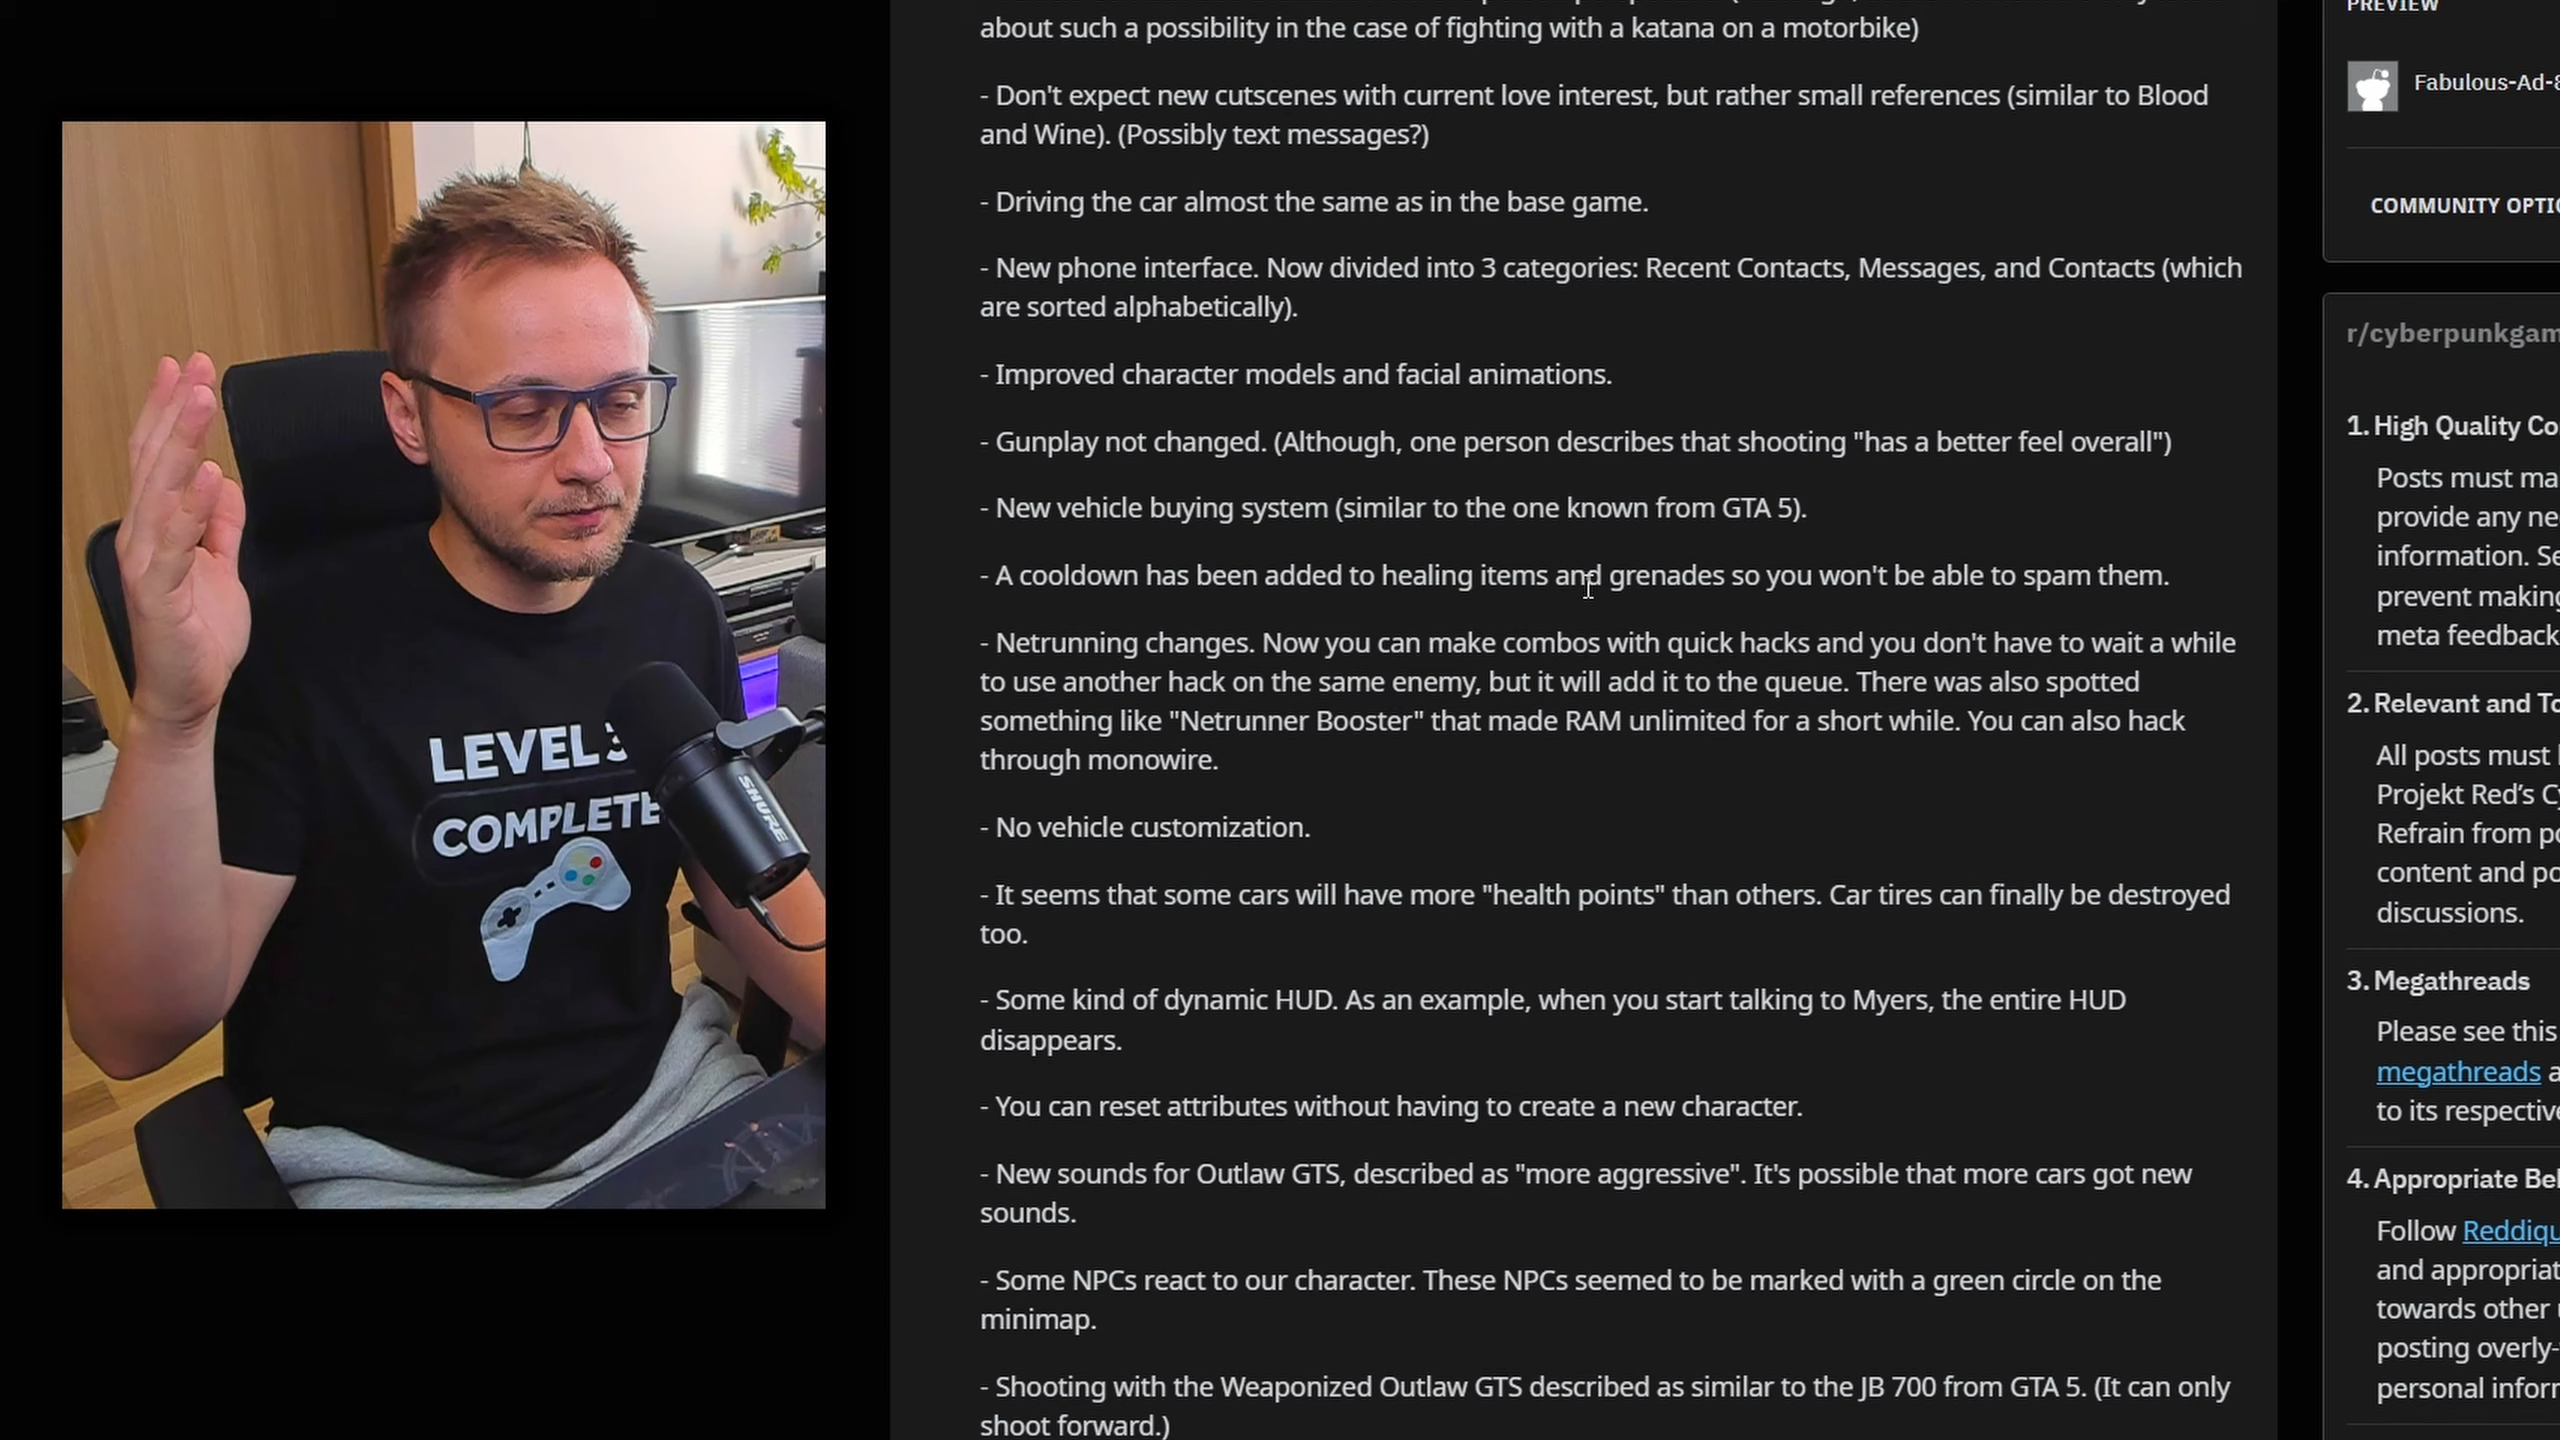 about such a possibility in the case of fighting with a katana on a motorbike)
- Don't expect new cutscenes with current love interest, but rather small references (similar to Blood
and Wine). (Possibly text messages?)
- Driving the car almost the same as in the base game.
- New phone interface. Now divided into 3 categories: Recent Contacts, Messages, and Contacts (which
are sorted alphabetically).
- Improved character models and facial animations.
- Gunplay not changed. (Although, one person describes that shooting "has a better feel overall")
- New vehicle buying system (similar to the one known from GTA 5).
- A cooldown has been added to healing items and grenades so you won't be able to spam them.
- Netrunning changes. Now you can make combos with quick hacks and you don't have to wait a while
to use another hack on the same enemy, but it will add it to the queue. There was also spotted
something like "Netrunner Booster" that made RAM unlimited for a short while. You can also hack
through monowire.
- No vehicle customization.
- It seems that some cars will have more "health points" than others. Car tires can finally be destroyed
too.
- Some kind of dynamic HUD. As an example, when you start talking to Myers, the entire HUD
disappears.
- You can reset attributes without having to create a new character.
- New sounds for Outlaw GTS, described as "more aggressive". It's possible that more cars got new
sounds.
- Some NPCs react to our character. These NPCs seemed to be marked with a green circle on the
minimap.
- Shooting with the Weaponized Outlaw GTS described as similar to the JB 700 from GTA 5. (It can only
shoot forward.)
PREVIEW
Fabulous-Ad-8
COMMUNITY OPTIO
r/cyberpunkgam
1. High Quality Co
Posts must ma
provide any ne
information. Se
prevent making
meta feedback
2. Relevant and To
All posts must
Projekt Red's Cy
Refrain from po
content and po
discussions.
3. Megathreads
Please see this
megathreads a
to its respective
4. Appropriate Bel
Follow Reddiqu
and appropriat
towards other
posting overly-
personal inforr
LEVEL 3
COMPLETE
SHURE